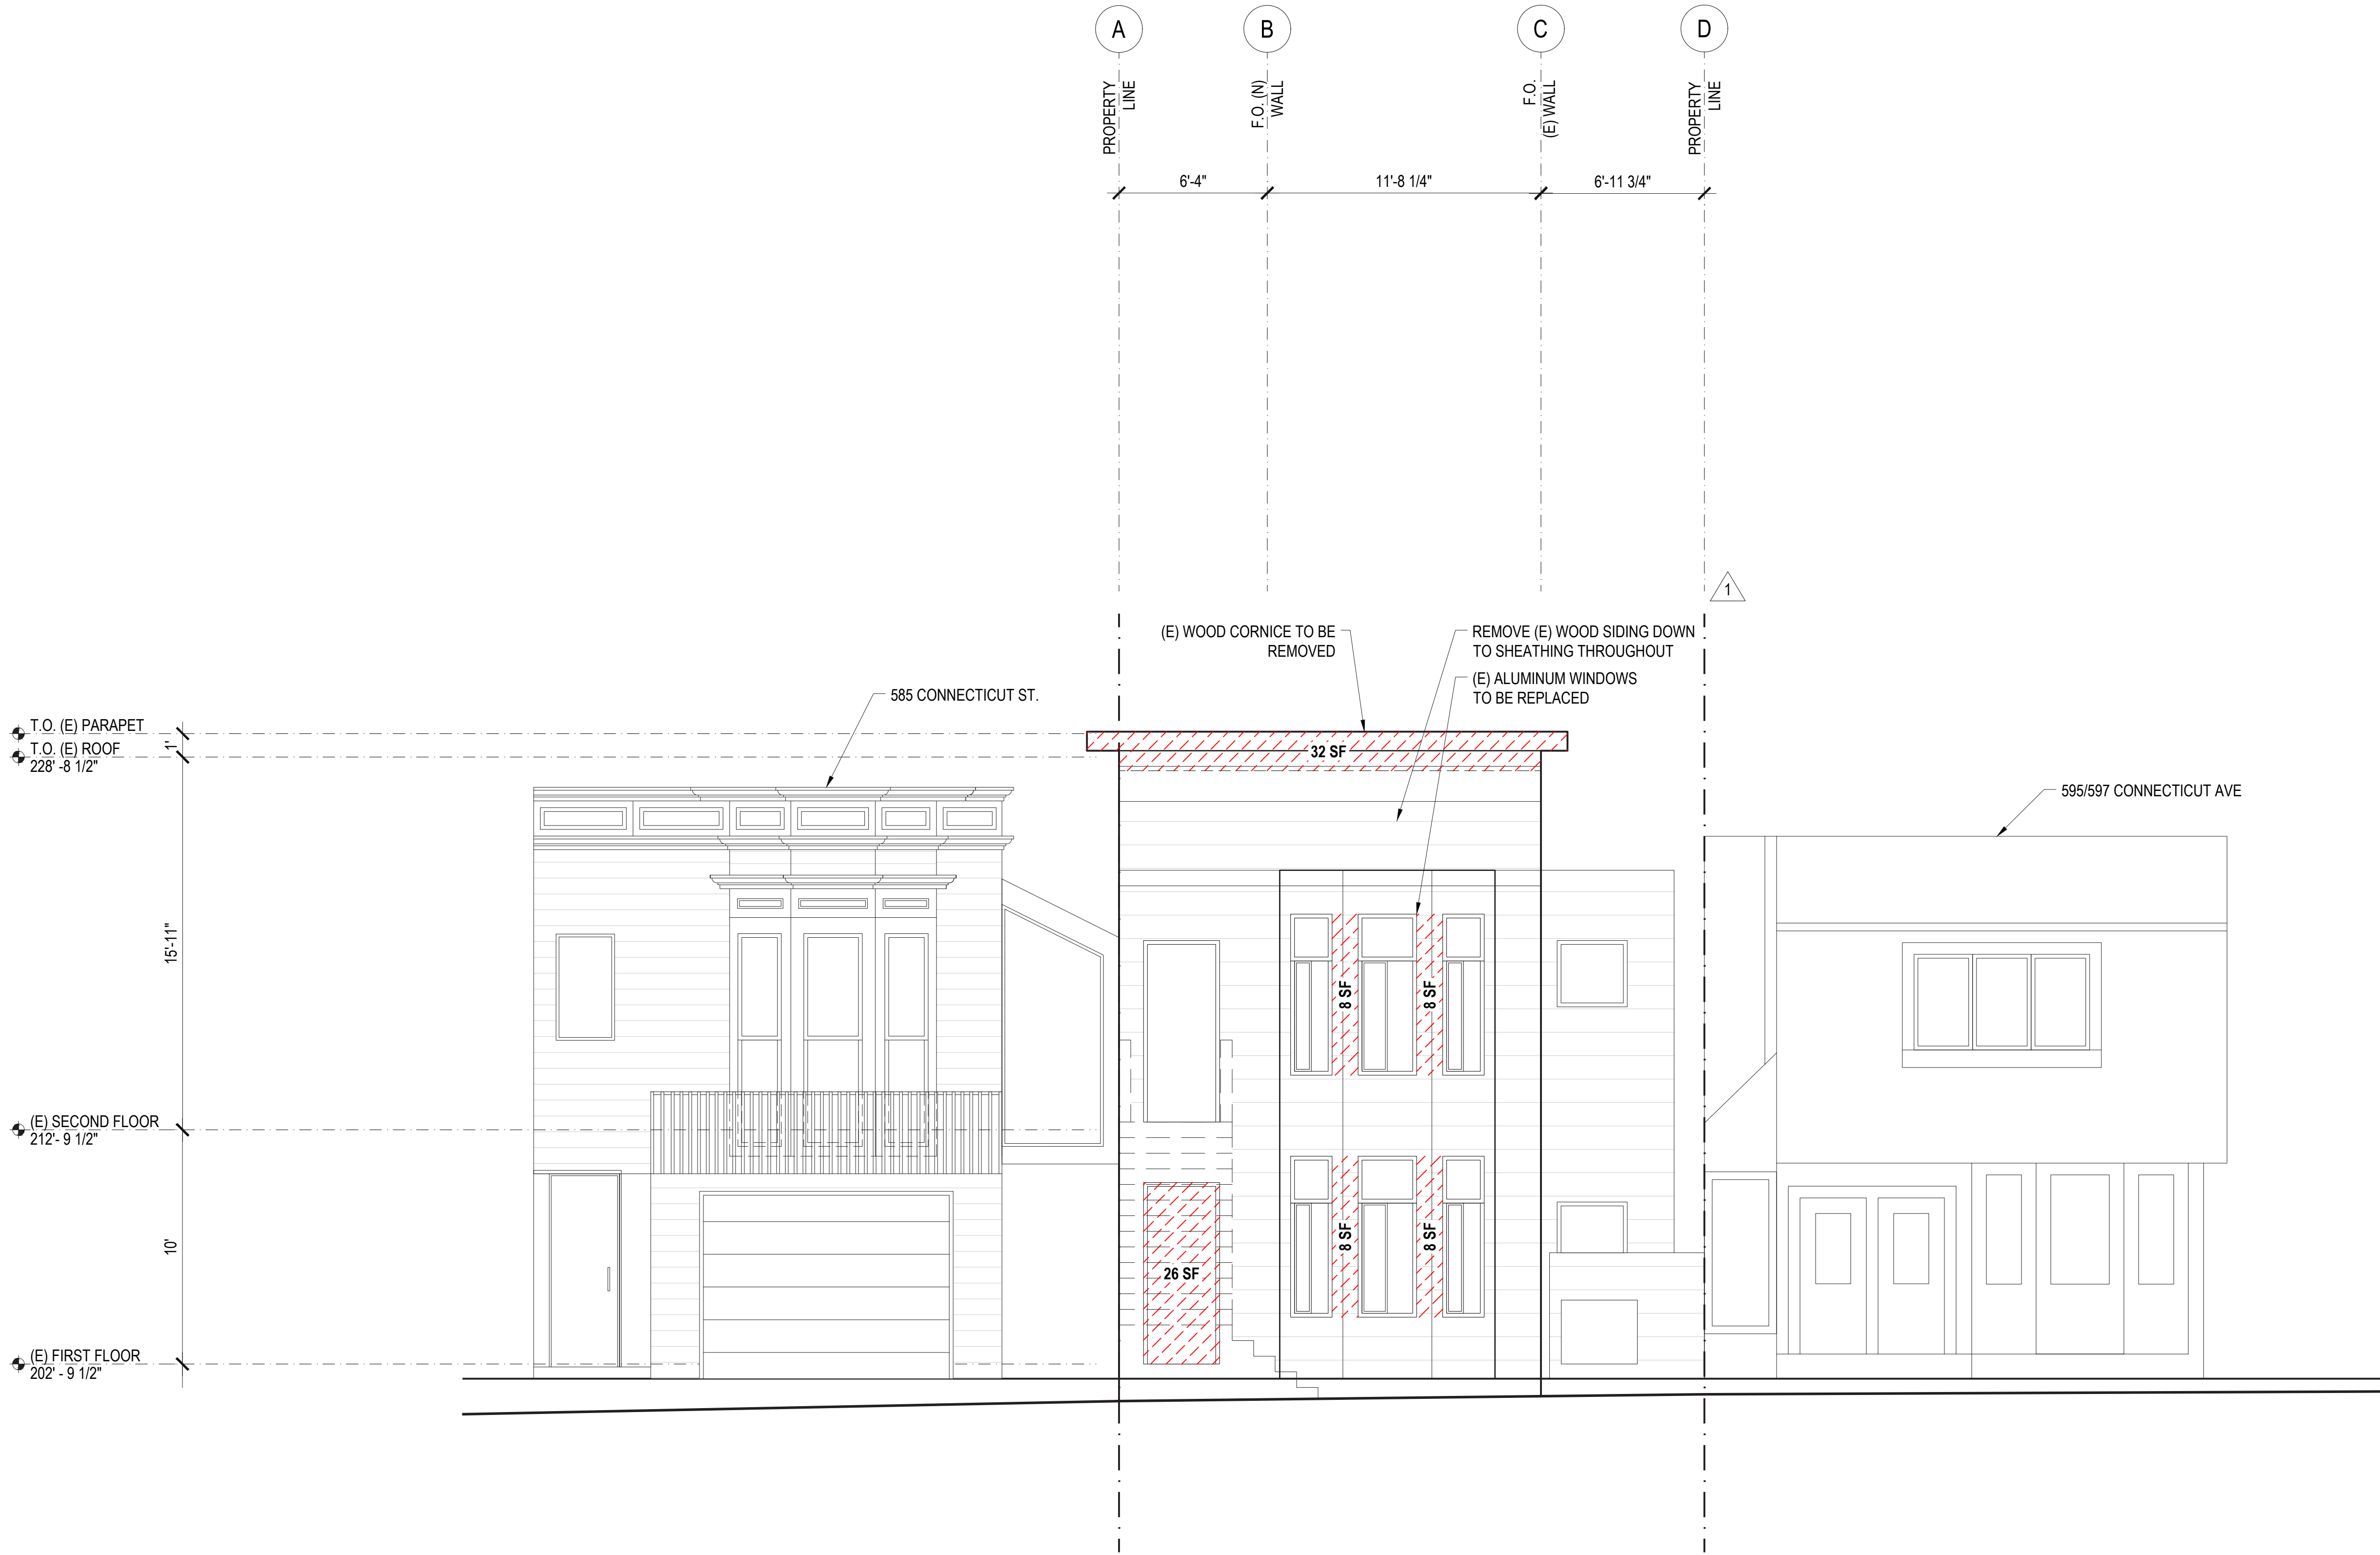 A
B
C
D
PROPERTY
LINE
F.O. (N)
WALL
F.O.
(E) WALL
PROPERTY
LINE
6'-4"
11'-8 1/4"
6'-11 3/4"
1
(E) WOOD CORNICE TO BE
REMOVED
REMOVE (E) WOOD SIDING DOWN
TO SHEATHING THROUGHOUT
(E) ALUMINUM WINDOWS
TO BE REPLACED
585 CONNECTICUT ST.
T.O. (E) PARAPET
1'
T.O. (E) ROOF
228' -8 1/2"
32 SF
595/597 CONNECTICUT AVE
15'-11"
8 SF
8 SF
(E) SECOND FLOOR
212'- 9 1/2"
10'
8 SF
8 SF
26 SF
(E) FIRST FLOOR
202' - 9 1/2"